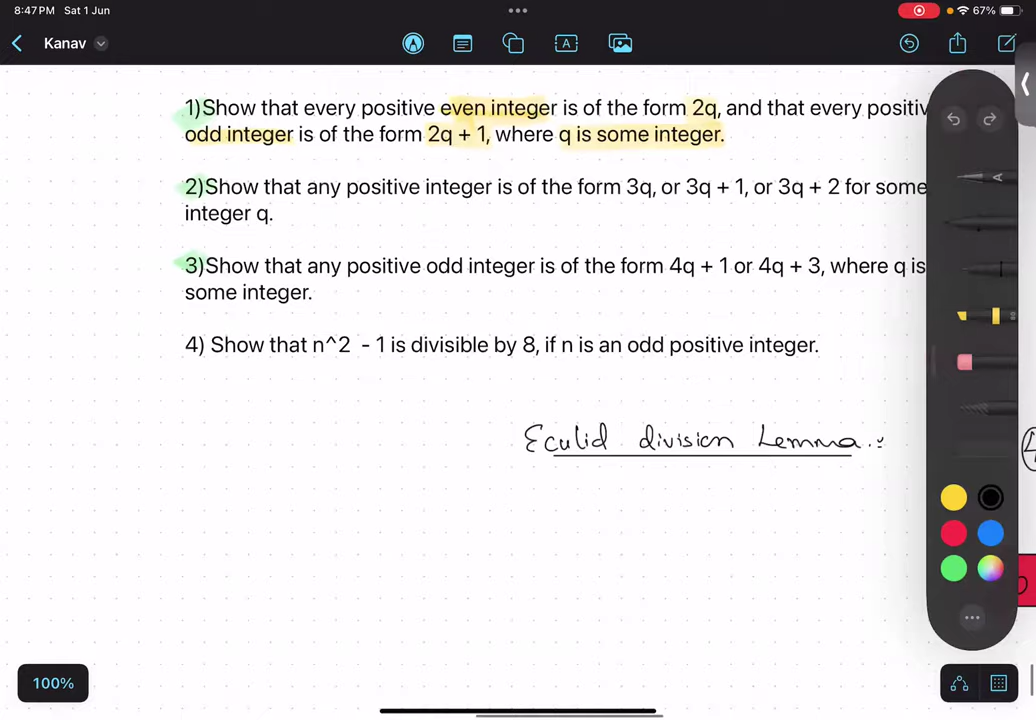 8:47 PM Sat 1 Jun
67%
Kanav
A
1)Show that every positive even integer is of the form 2q, and that every positiv
odd integer is of the form 2q + 1, where q is some integer.
2)Show that any positive integer is of the form 3q, or 3q + 1, or 3q + 2 for some
integer q.
3)Show that any positive odd integer is of the form 4q + 1 or 4q + 3, where q is
some integer.
4) Show that n^2 - 1 is divisible by 8, if n is an odd positive integer.
Eculid division Lemma :
100%